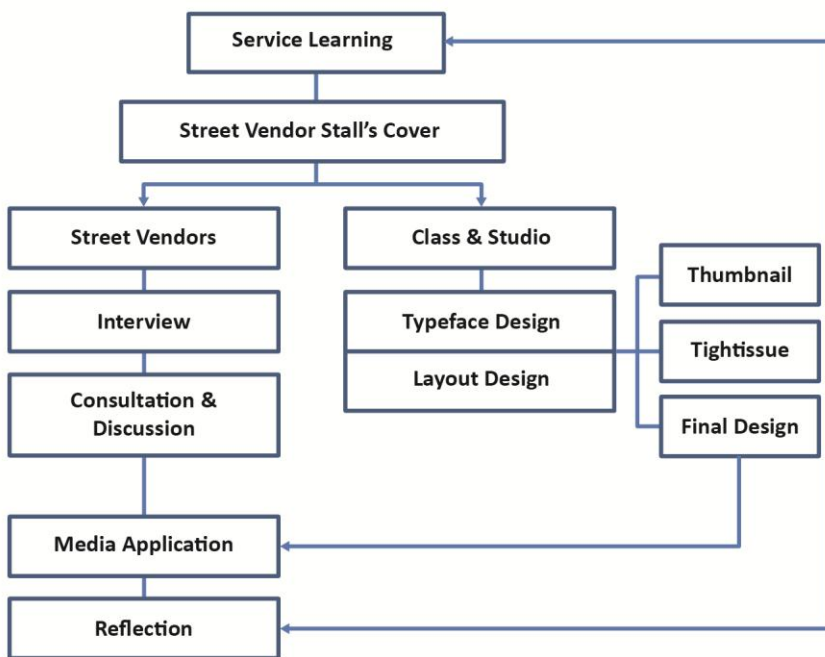 Service Learning
Street Vendor Stall's Cover
Street Vendors
Class & Studio
Thumbnail
Interview
Typeface Design
Tightissue
Layout Design
Consultation &
Discussion
Final Design
Media Application
Reflection